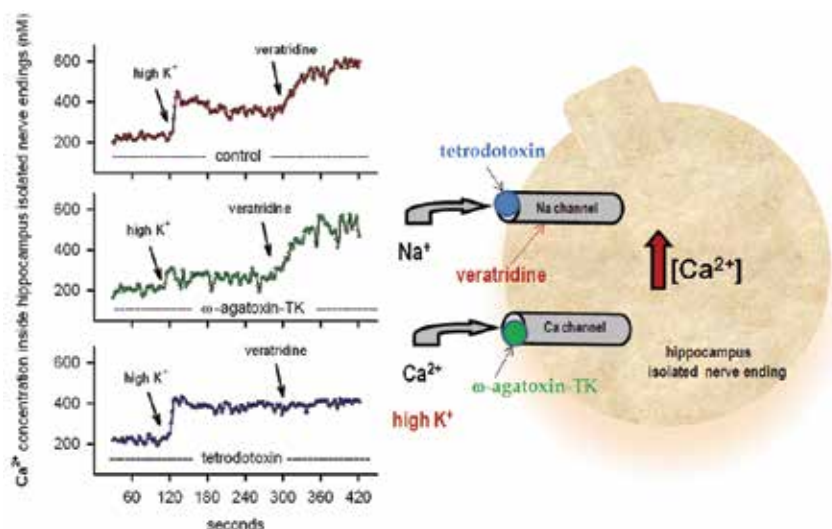 Ca²⁺ concentration inside hippocampus isolated nerve endings (nM)
600
400
200
high K⁺
veratridine
control
600
400
200
high K⁺
veratridine
ω-agatoxin-TK
600
400
200
high K⁺
veratridine
tetrodotoxin
60 120 180 240 300 360 420
seconds
tetrodotoxin
Na channel
Na⁺
veratridine
[Ca²⁺]
Ca channel
Ca²⁺
ω-agatoxin-TK
high K⁺
hippocampus
isolated nerve ending